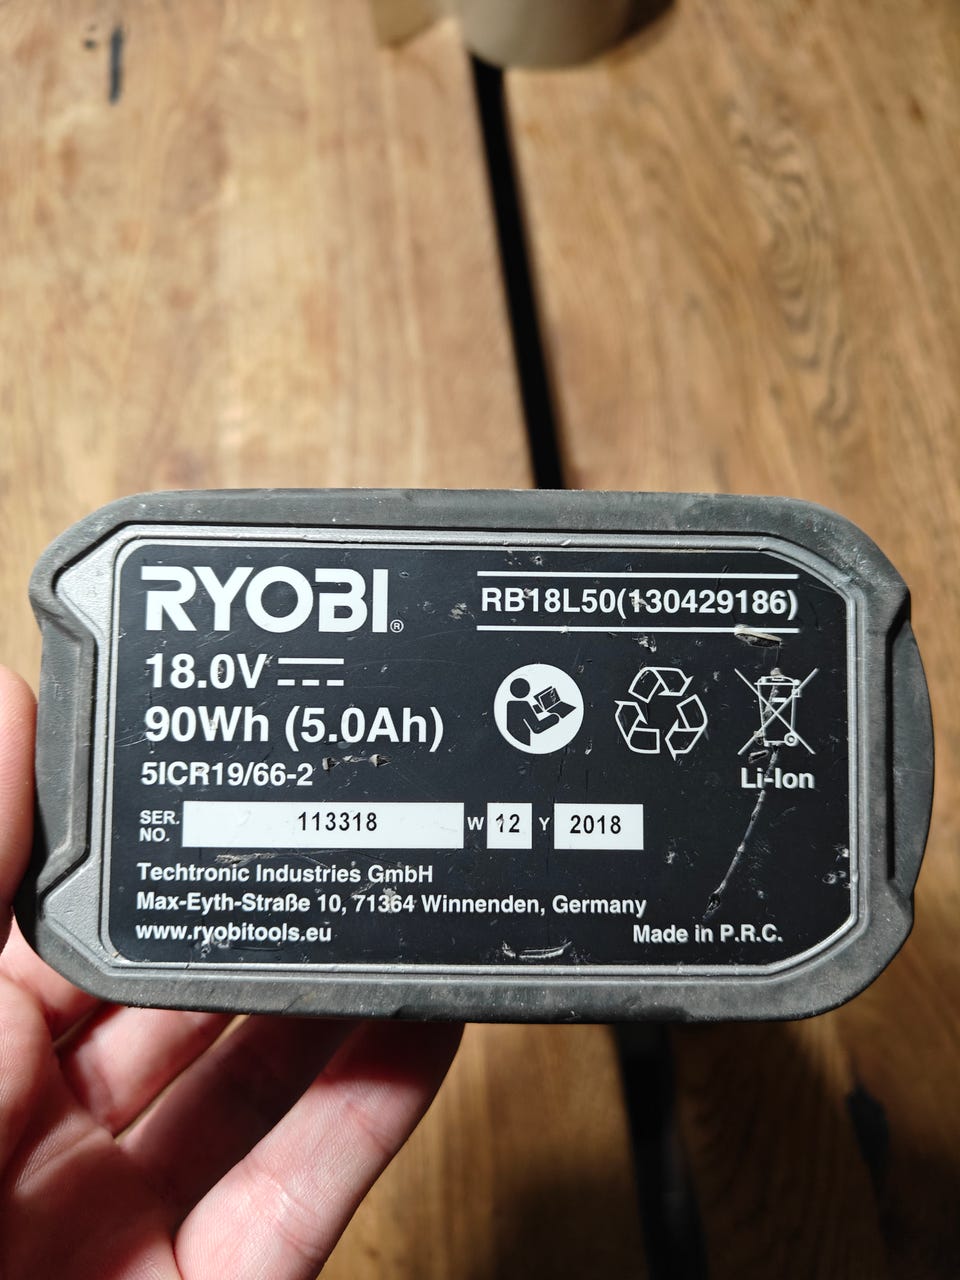 RYOBI®
RB18L50(130429186)
18.0V
90Wh (5.0Ah)
5ICR19/66-2
Li-Ion
SER. NO. 113318 W 12 Y 2018
Techtronic Industries GmbH
Max-Eyth-Straße 10, 71364 Winnenden, Germany
www.ryobitools.eu Made in P.R.C.